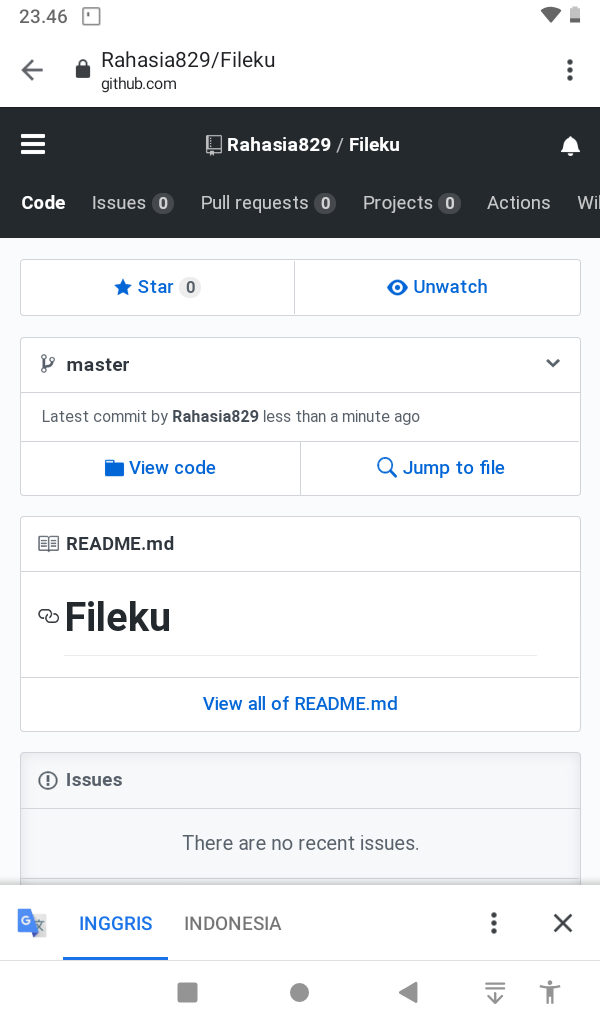 23.46
Rahasia829/Fileku
github.com
Rahasia829 / Fileku
Code Issues 0 Pull requests 0 Projects 0 Actions Wi
Star 0 Unwatch
master
Latest commit by Rahasia829 less than a minute ago
View code Jump to file
README.md
Fileku
View all of README.md
Issues
There are no recent issues.
G 文 INGGRIS INDONESIA